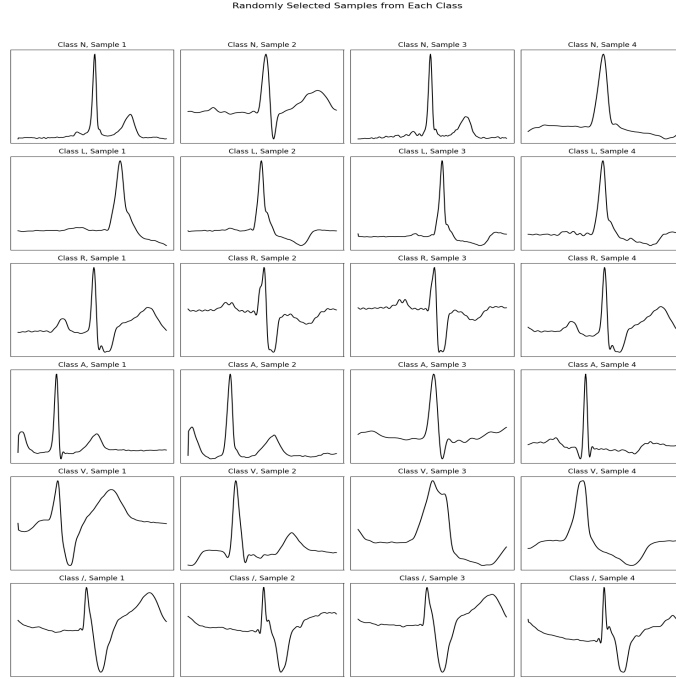 Randomly Selected Samples from Each Class
Class N, Sample 1
Class N, Sample 2
Class N, Sample 3
Class N, Sample 4
Class L, Sample 1
Class L, Sample 2
Class L, Sample 3
Class L, Sample 4
Class R, Sample 1
Class R, Sample 2
Class R, Sample 3
Class R, Sample 4
Class A, Sample 1
Class A, Sample 2
Class A, Sample 3
Class A, Sample 4
Class V, Sample 1
Class V, Sample 2
Class V, Sample 3
Class V, Sample 4
Class /, Sample 1
Class /, Sample 2
Class /, Sample 3
Class /, Sample 4